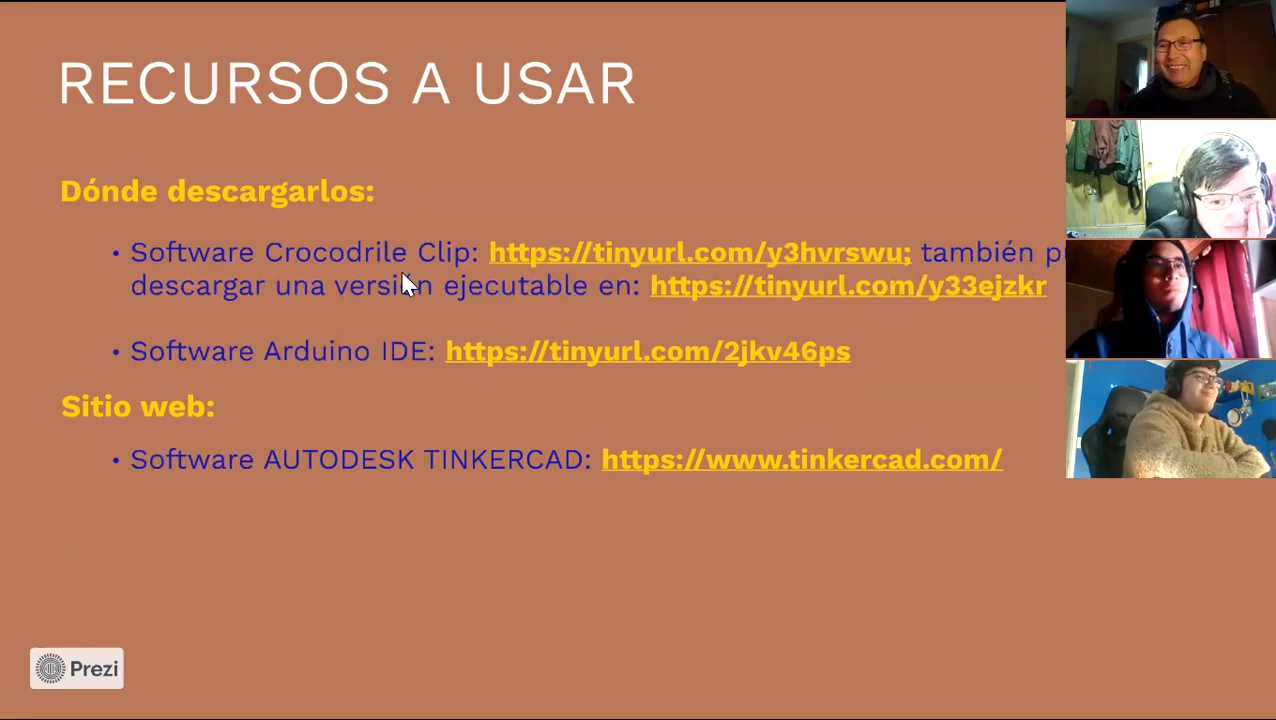 RECURSOS A USAR
Dónde descargarlos:
• Software Crocodrile Clip: https://tinyurl.com/y3hvrswu; también
descargar una versión ejecutable en: https://tinyurl.com/y33ejzkr
• Software Arduino IDE: https://tinyurl.com/2jkv46ps
Sitio web:
• Software AUTODESK TINKERCAD: https://www.tinkercad.com/
Prezi